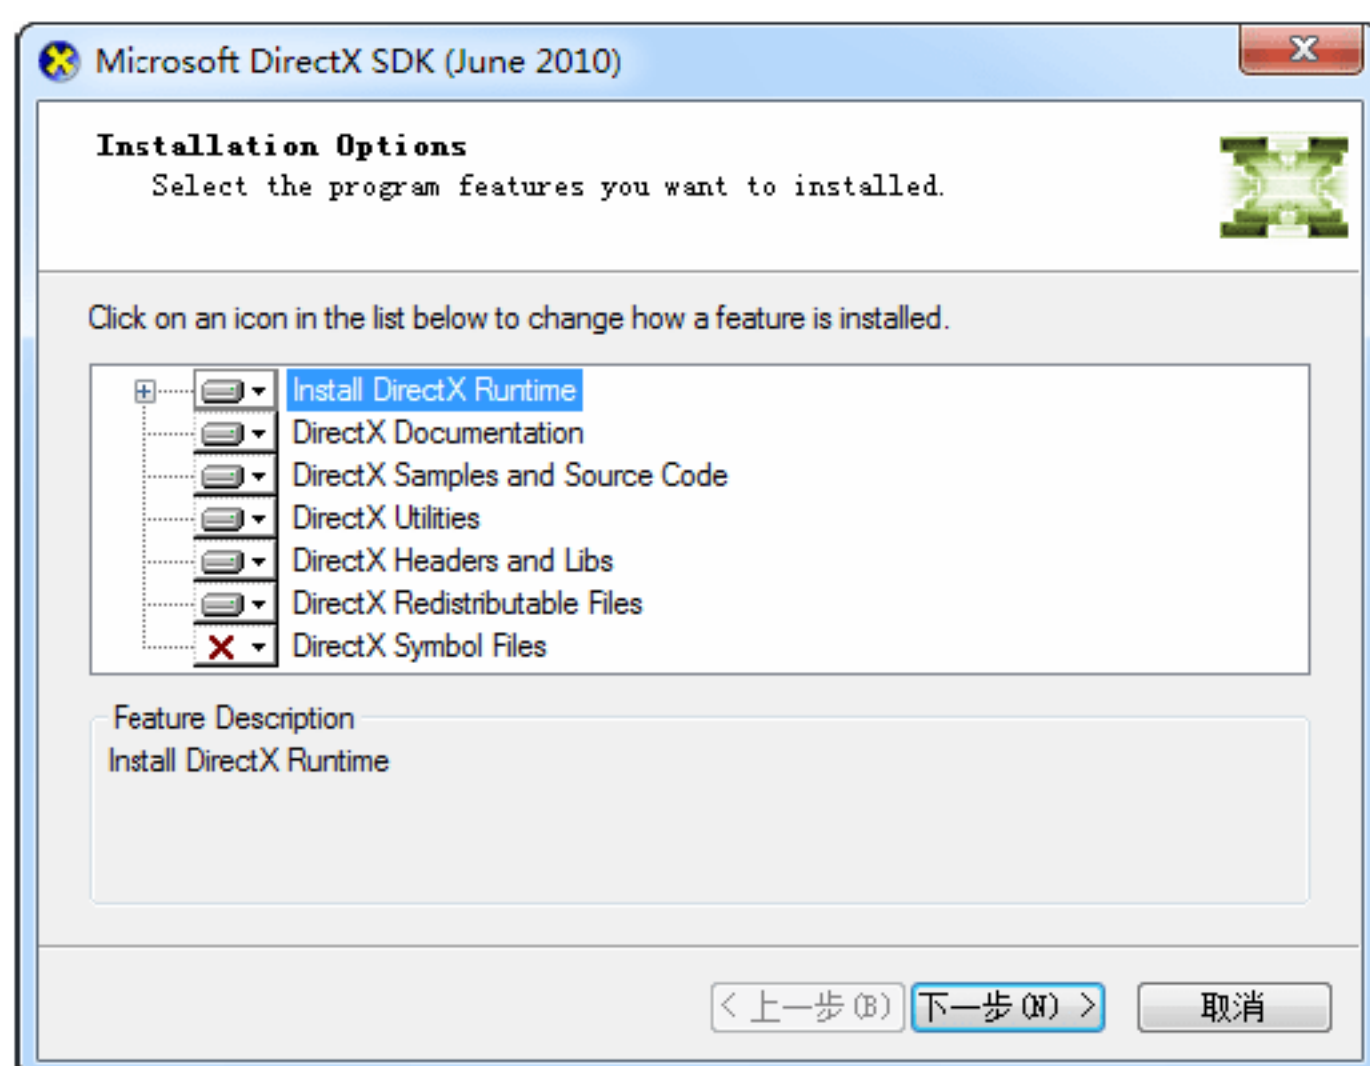 Microsoft DirectX SDK (June 2010)
Installation Options
Select the program features you want to installed.
Click on an icon in the list below to change how a feature is installed.
Install DirectX Runtime
DirectX Documentation
DirectX Samples and Source Code
DirectX Utilities
DirectX Headers and Libs
DirectX Redistributable Files
DirectX Symbol Files
Feature Description
Install DirectX Runtime
< 上一步(B) 下一步(N) > 取消